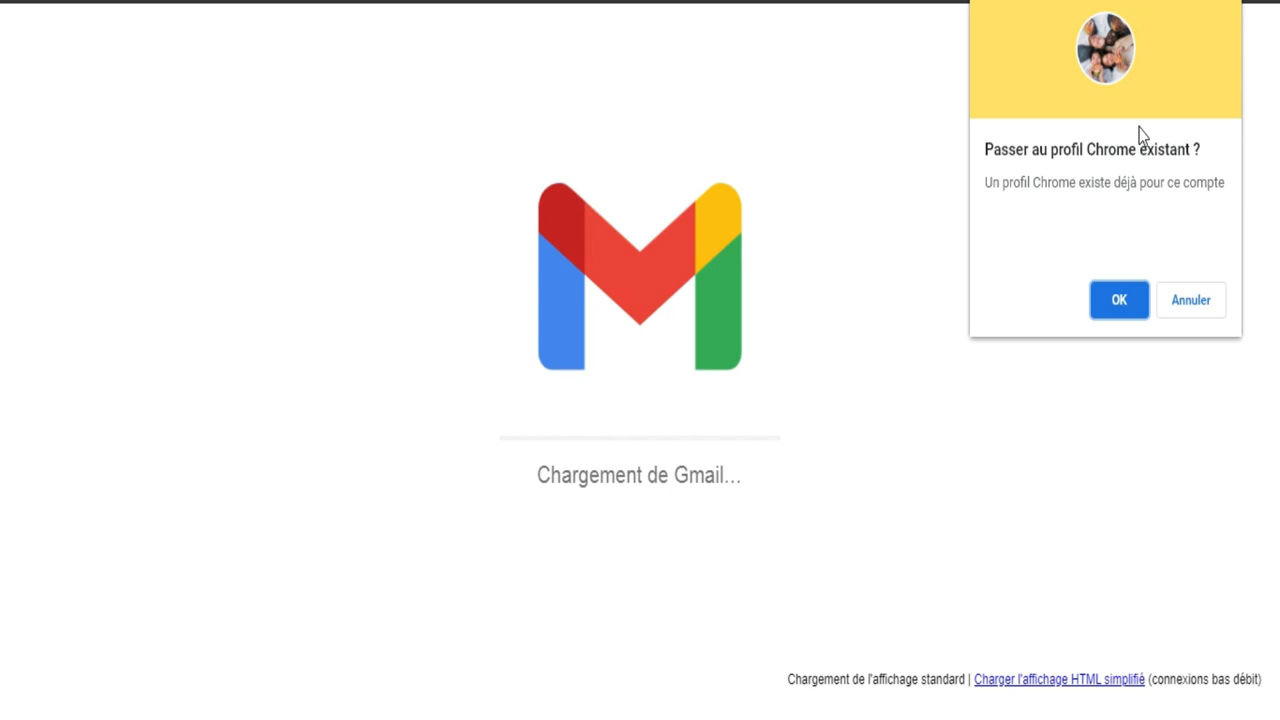 Passer au profil Chrome existant ?
Un profil Chrome existe déjà pour ce compte
OK
Annuler
Chargement de Gmail...
Chargement de l'affichage standard | Charger l'affichage HTML simplifié (connexions bas débit)